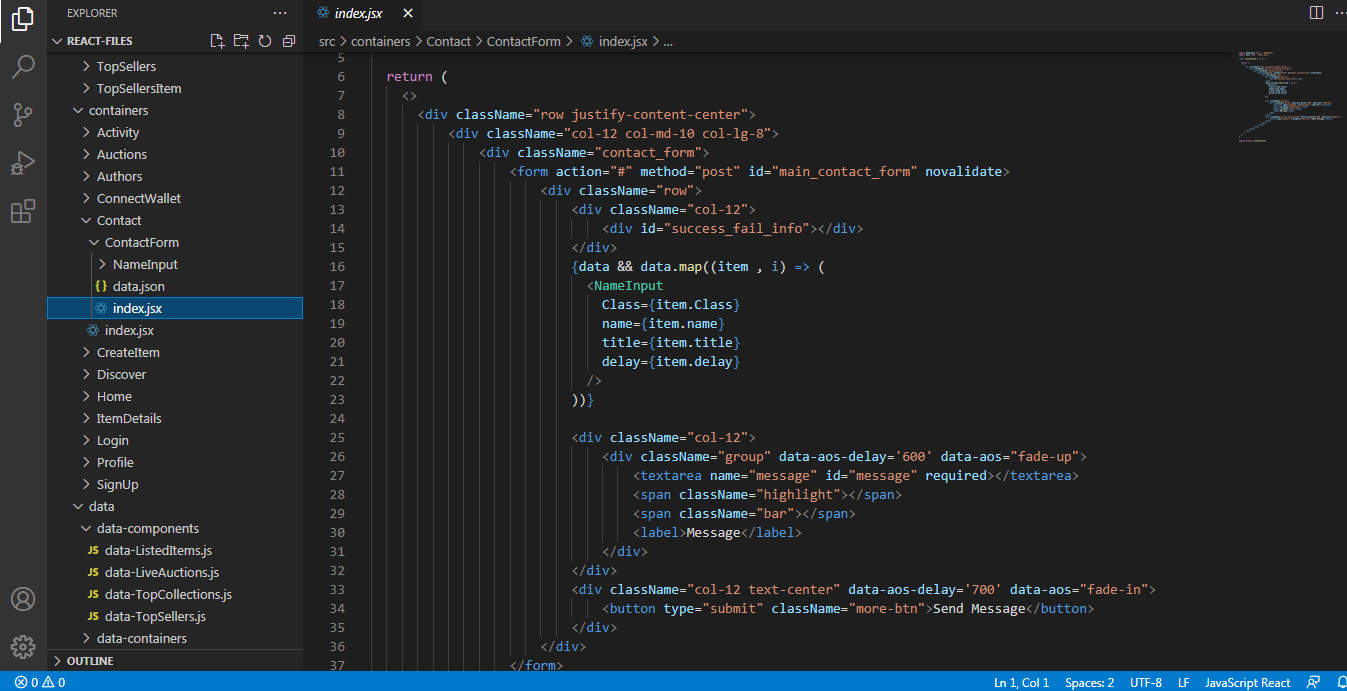 EXPLORER
REACT-FILES
TopSellers
TopSellersItem
containers
Activity
Auctions
Authors
ConnectWallet
Contact
ContactForm
NameInput
{} data.json
index.jsx
index.jsx
CreateItem
Discover
Home
ItemDetails
Login
Profile
SignUp
data
data-components
JS data-ListedItems.js
JS data-LiveAuctions.js
JS data-TopCollections.js
JS data-TopSellers.js
data-containers
OUTLINE
index.jsx
src > containers > Contact > ContactForm > index.jsx > ...
5
6 return (
7 <>
8 <div className="row justify-content-center">
9 <div className="col-12 col-md-10 col-lg-8">
10 <div className="contact_form">
11 <form action="#" method="post" id="main_contact_form" novalidate>
12 <div className="row">
13 <div className="col-12">
14 <div id="success_fail_info"></div>
15 </div>
16 {data && data.map((item , i) => (
17 <NameInput
18 Class={item.Class}
19 name={item.name}
20 title={item.title}
21 delay={item.delay}
22 />
23 ))}
24
25 <div className="col-12">
26 <div className="group" data-aos-delay='600' data-aos="fade-up">
27 <textarea name="message" id="message" required></textarea>
28 <span className="highlight"></span>
29 <span className="bar"></span>
30 <label>Message</label>
31 </div>
32 </div>
33 <div className="col-12 text-center" data-aos-delay='700' data-aos="fade-in">
34 <button type="submit" className="more-btn">Send Message</button>
35 </div>
36 </div>
37 </form>
0 0 Ln 1, Col 1 Spaces: 2 UTF-8 LF JavaScript React